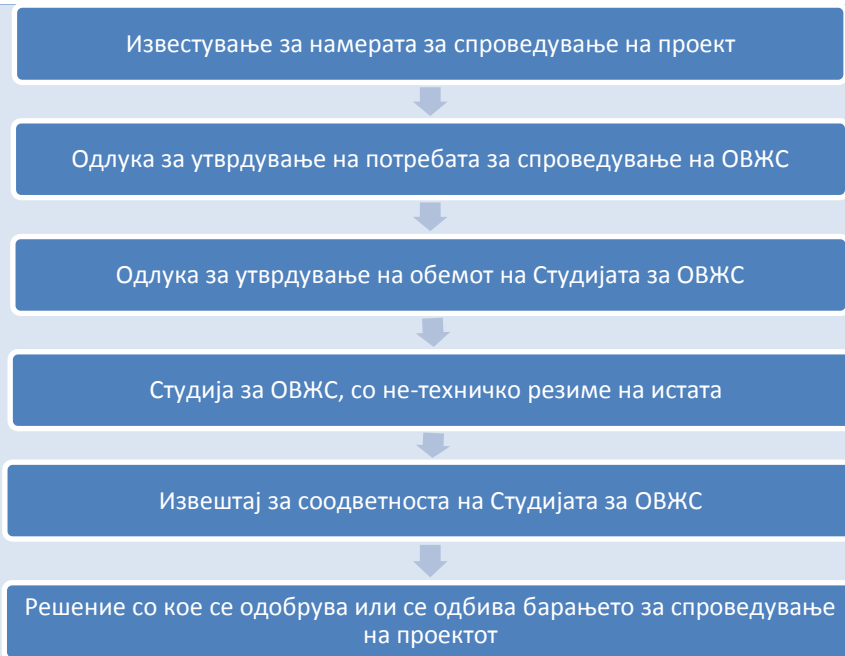 Известување за намерата за спроведување на проект
Одлука за утврдување на потребата за спроведување на ОВЖС
Одлука за утврдување на обемот на Студијата за ОВЖС
Студија за ОВЖС, со не-техничко резиме на истата
Извештај за соодветноста на Студијата за ОВЖС
Решение со кое се одобрува или се одбива барањето за спроведување
на проектот